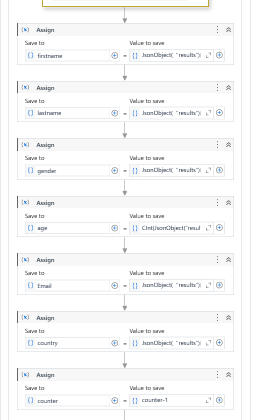 Assign
Save to Value to save
firstname = JsonObject( "results")(
Assign
Save to Value to save
lastname = JsonObject( "results")(
Assign
Save to Value to save
gender = JsonObject( "results")(
Assign
Save to Value to save
age = CInt(JsonObject("resul
Assign
Save to Value to save
Email = JsonObject( "results")(
Assign
Save to Value to save
country = JsonObject( "results")(
Assign
Save to Value to save
counter = counter-1